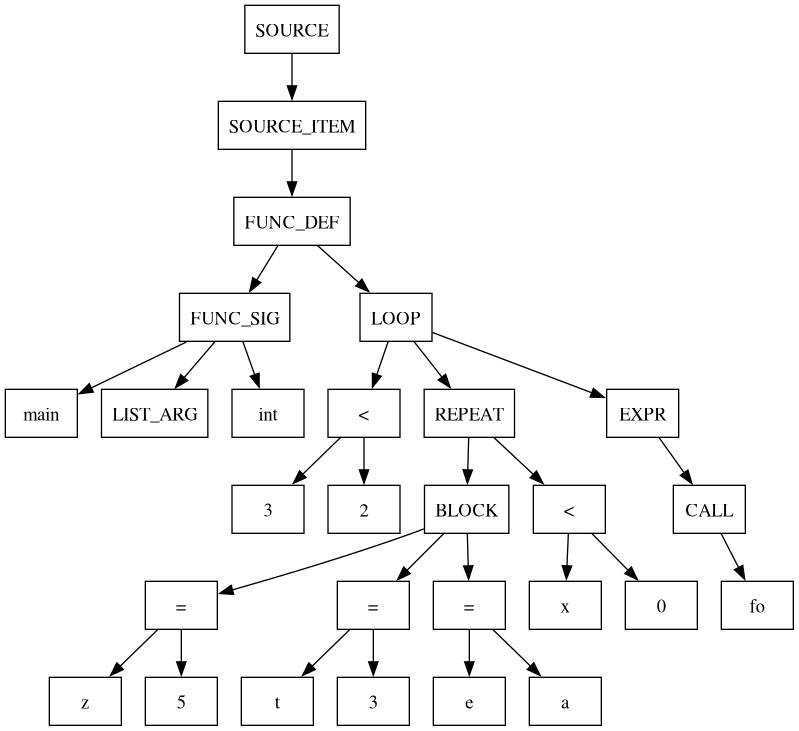 SOURCE
SOURCE_ITEM
FUNC_DEF
FUNC_SIG LOOP
main LIST_ARG int < REPEAT EXPR
3 2 BLOCK < CALL
= = = x 0 fo
z 5 t 3 e a